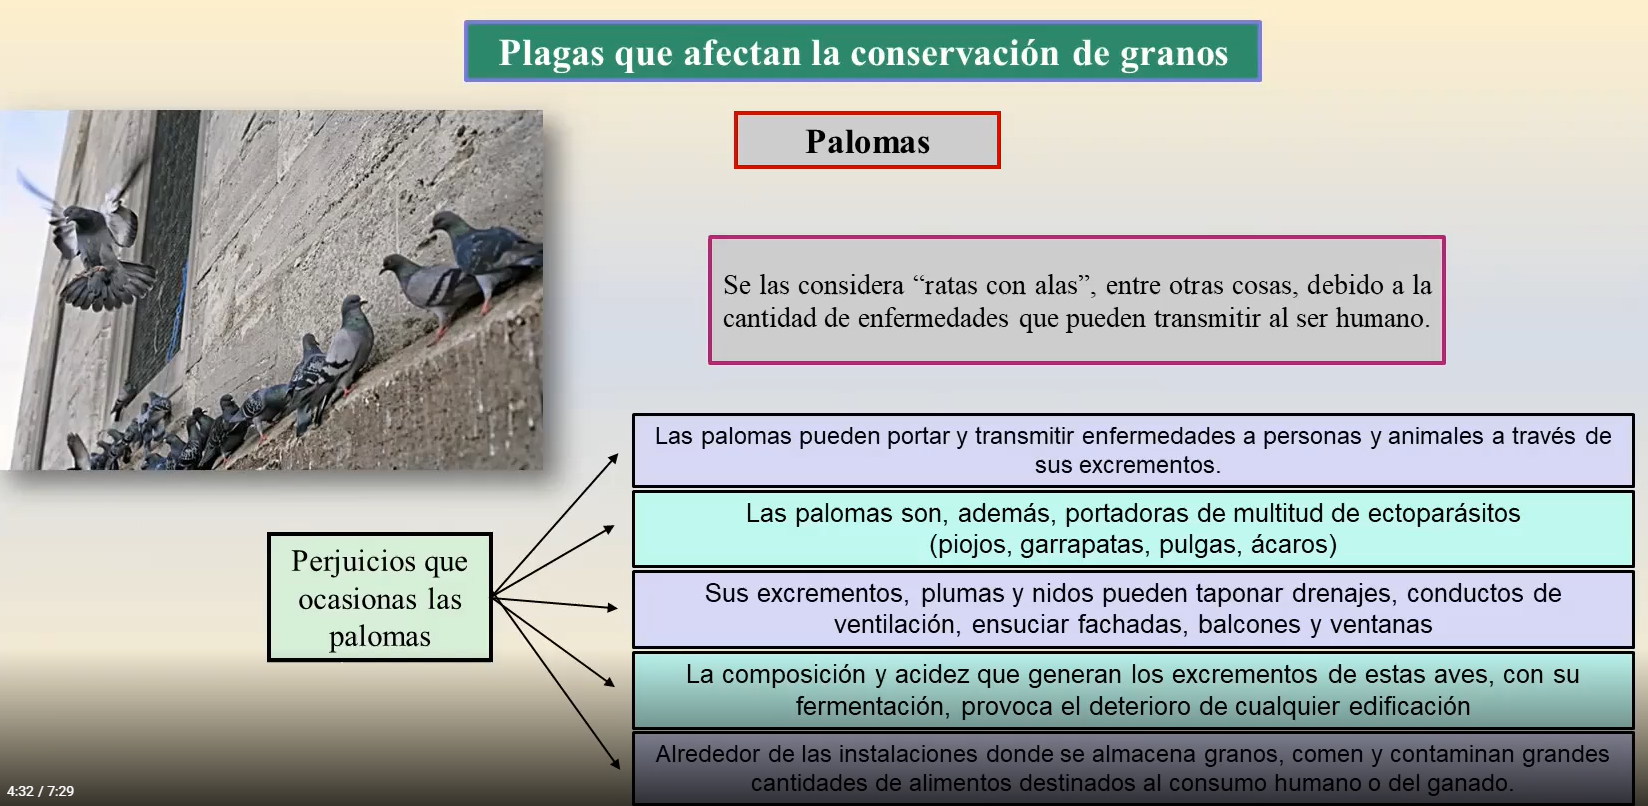 Plagas que afectan la conservación de granos
Palomas
Se las considera “ratas con alas”, entre otras cosas, debido a la
cantidad de enfermedades que pueden transmitir al ser humano.
Perjuicios que
ocasionas las
palomas
Las palomas pueden portar y transmitir enfermedades a personas y animales a través de
sus excrementos.
Las palomas son, además, portadoras de multitud de ectoparásitos
(piojos, garrapatas, pulgas, ácaros)
Sus excrementos, plumas y nidos pueden taponar drenajes, conductos de
ventilación, ensuciar fachadas, balcones y ventanas
La composición y acidez que generan los excrementos de estas aves, con su
fermentación, provoca el deterioro de cualquier edificación
Alrededor de las instalaciones donde se almacena granos, comen y contaminan grandes
cantidades de alimentos destinados al consumo humano o del ganado.
4:32 / 7:29